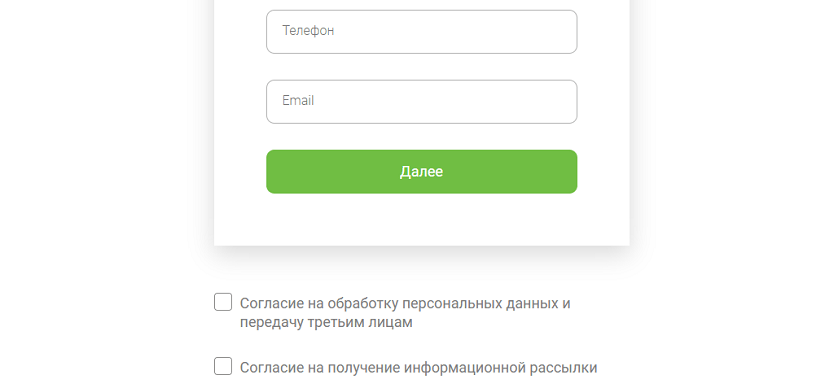 Телефон
Email
Далее
Согласие на обработку персональных данных и
передачу третьим лицам
Согласие на получение информационной рассылки